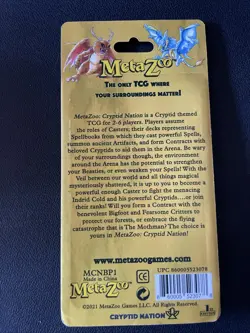 MetaZoo
The only TCG where
your surroundings matter!
MetaZoo: Cryptid Nation is a Cryptid themed
TCG for 2-6 players. Players assume
the roles of Casters; their decks representing
Spellbooks from which they cast powerful Spells,
summon ancient Artifacts, and form Contracts with
beloved Cryptids to aid them in the Arena. Be wary
of your surroundings though, the environment
around the Arena has the potential to strengthen
your Beasties, or even weaken your Spells! With the
Veil between our world and all things magical
mysteriously shattered, it is up to you to become a
powerful enough Caster to fight the menacing
Indrid Cold and his powerful Cryptids....or join
their ranks! Will you form a Contract with the
benevolent Bigfoot and Fearsome Critters to
protect our forests, or embrace the flying
catastrophe that is The Mothman? The choice is
yours in MetaZoo: Cryptid Nation!
www.metazoogames.com
MCNBP1
Made in China
CE
UPC 860005523078
MetaZoo
©2021 MetaZoo Games LLC. All Rights Reserved.
Cryptid Nation